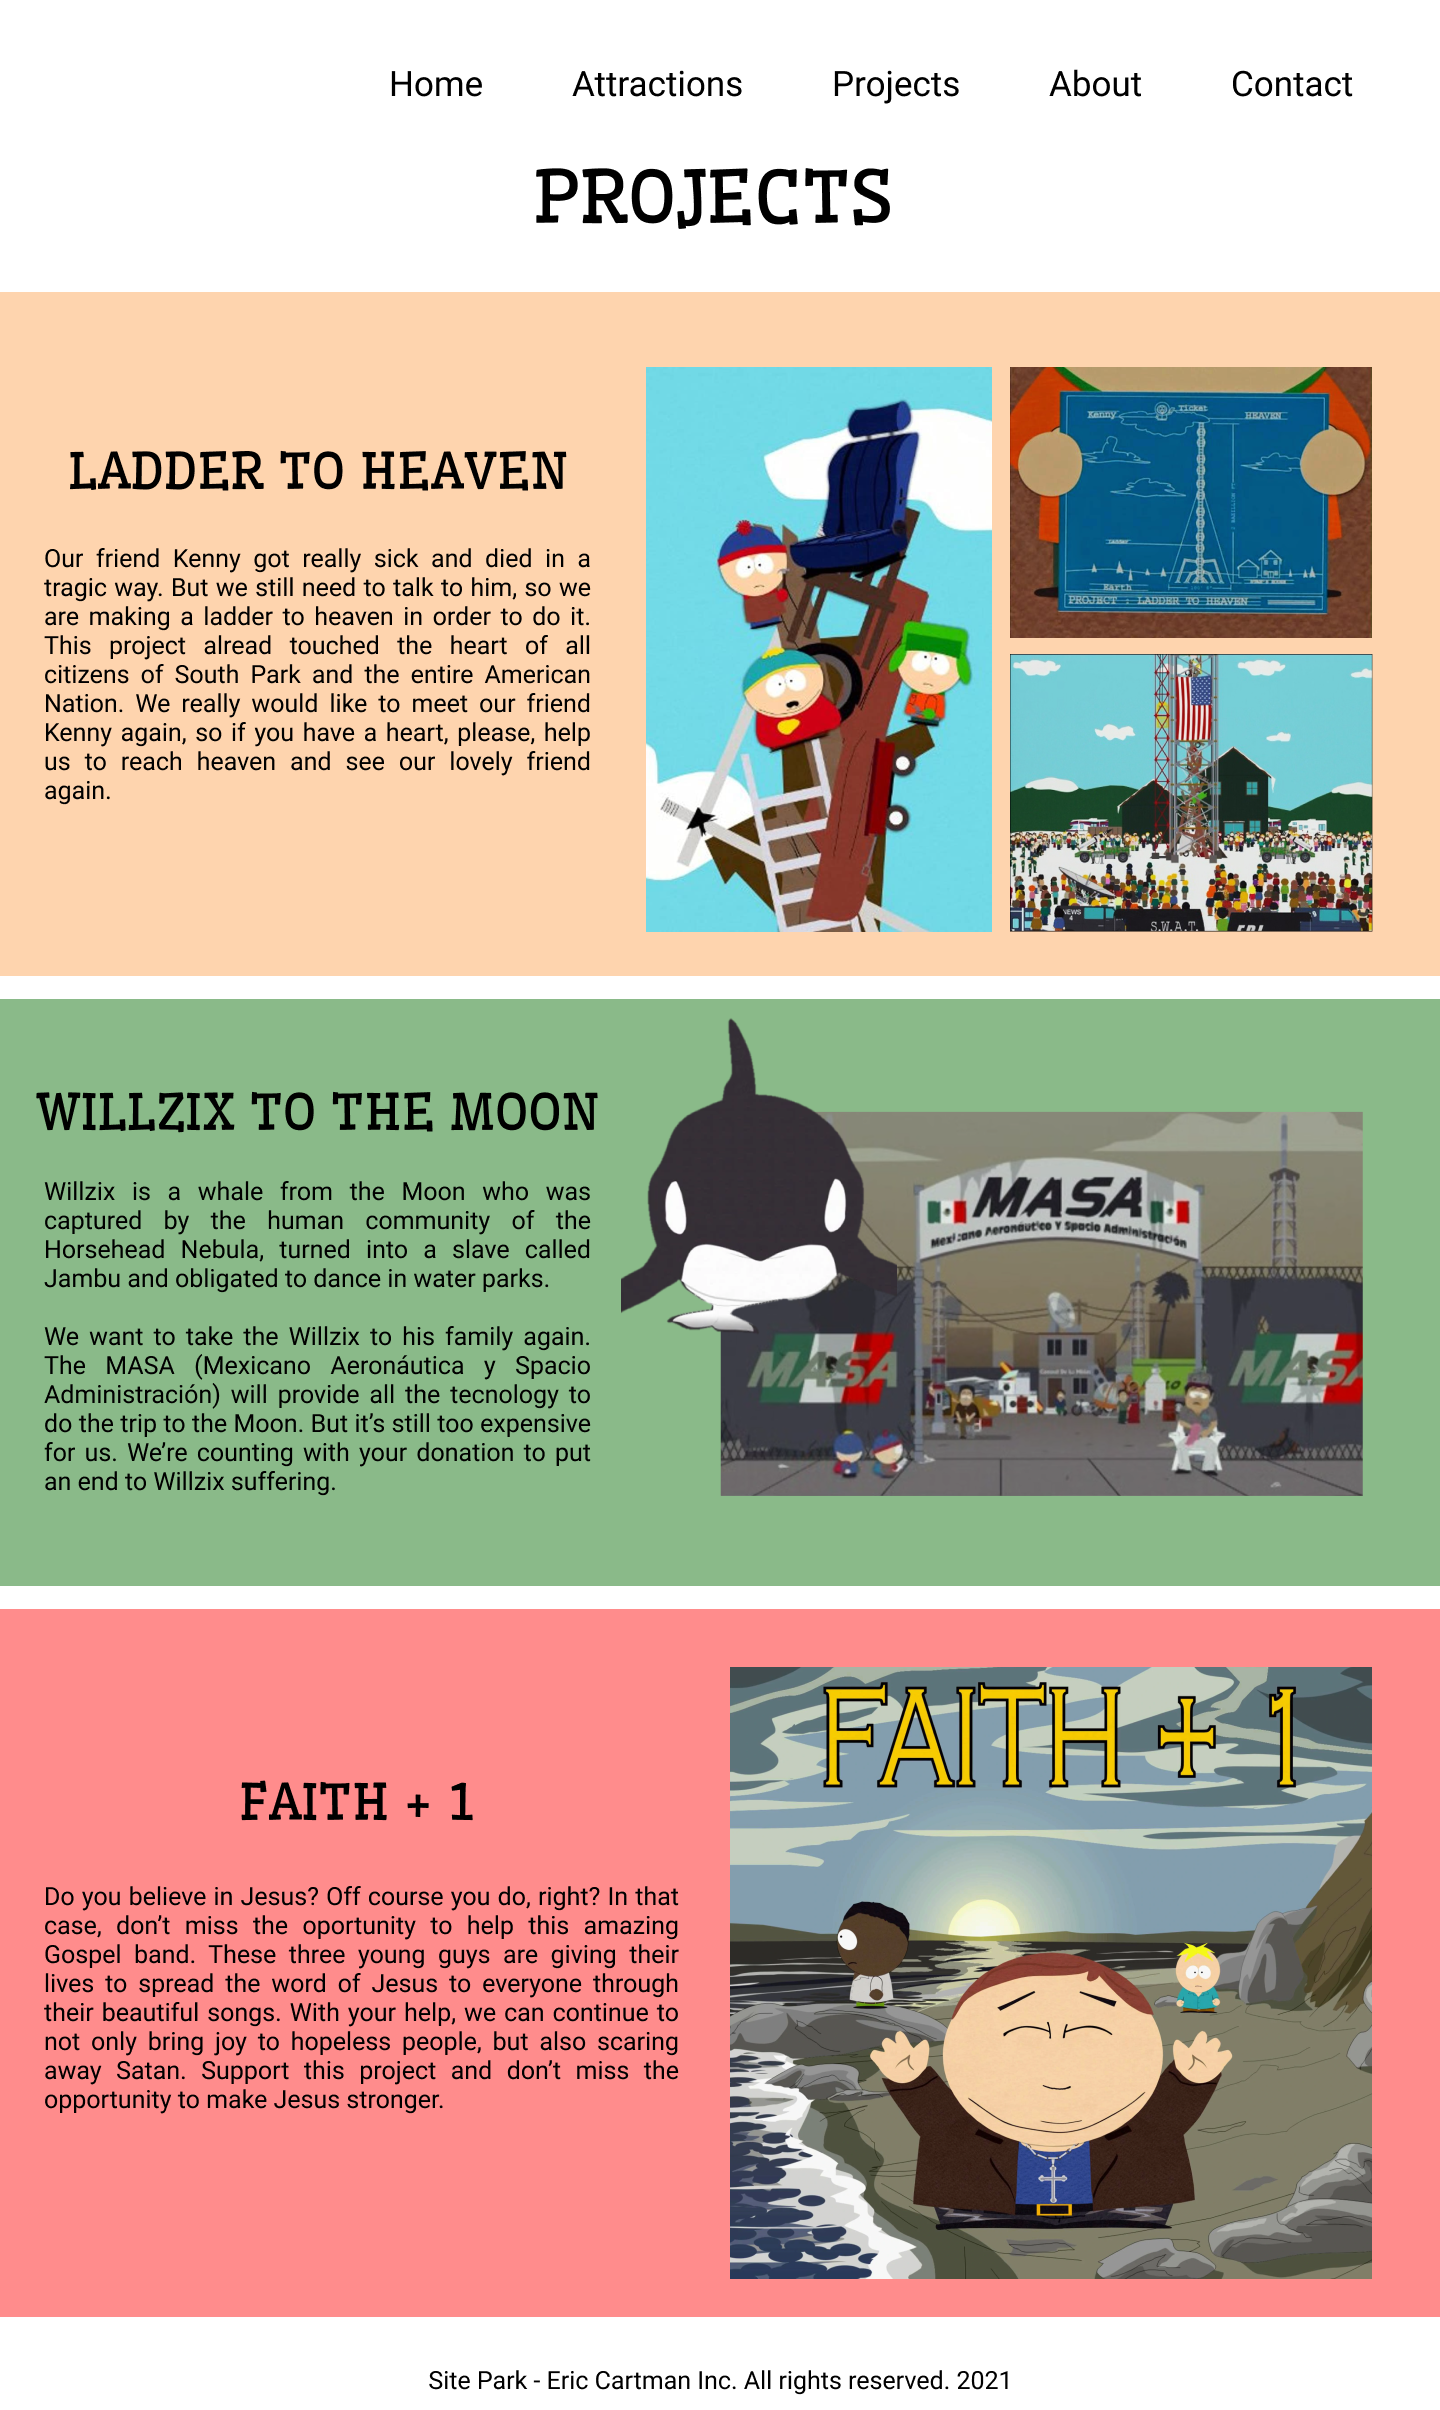 Home Attractions Projects About Contact
PROJECTS
LADDER TO HEAVEN
Our friend Kenny got really sick and died in a
tragic way. But we still need to talk to him, so we
are making a ladder to heaven in order to do it.
This project alread touched the heart of all
citizens of South Park and the entire American
Nation. We really would like to meet our friend
Kenny again, so if you have a heart, please, help
us to reach heaven and see our lovely friend
again.
Kenny Ticket HEAVEN
Ladder
Earth
PROJECT : LADDER TO HEAVEN
NEWS
4
S.W.A.T.
FBI
WILLZIX TO THE MOON
Willzix is a whale from the Moon who was
captured by the human community of the
Horsehead Nebula, turned into a slave called
Jambu and obligated to dance in water parks.
We want to take the Willzix to his family again.
The MASA (Mexicano Aeronáutica y Spacio
Administración) will provide all the tecnology to
do the trip to the Moon. But it’s still too expensive
for us. We’re counting with your donation to put
an end to Willzix suffering.
MASA
Mexicano Aeronáutico Y Spacio Administración
MASA
MASA
FAITH + 1
Do you believe in Jesus? Off course you do, right? In that
case, don’t miss the oportunity to help this amazing
Gospel band. These three young guys are giving their
lives to spread the word of Jesus to everyone through
their beautiful songs. With your help, we can continue to
not only bring joy to hopeless people, but also scaring
away Satan. Support this project and don’t miss the
opportunity to make Jesus stronger.
FAITH + 1
Site Park - Eric Cartman Inc. All rights reserved. 2021